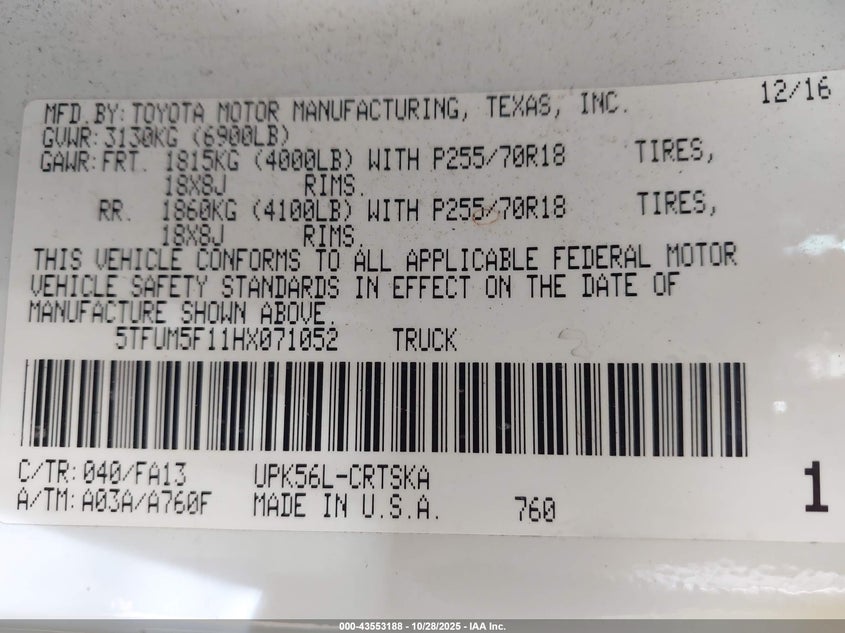 MFD.BY:TOYOTA MOTOR MANUFACTURING, TEXAS, INC. 12/16
GVWR:3130KG (6900LB)
GAWR:FRT. 1815KG (4000LB) WITH P255/70R18 TIRES,
18X8J RIMS.
RR. 1860KG (4100LB) WITH P255/70R18 TIRES,
18X8J RIMS.
THIS VEHICLE CONFORMS TO ALL APPLICABLE FEDERAL MOTOR
VEHICLE SAFETY STANDARDS IN EFFECT ON THE DATE OF
MANUFACTURE SHOWN ABOVE.
5TFUM5F11HX071052 TRUCK
C/TR:040/FA13 UPK56L-CRTSKA 1
A/TM:A03A/A760F MADE IN U.S.A. 760
000-43553188 - 10/28/2025 - IAA Inc.